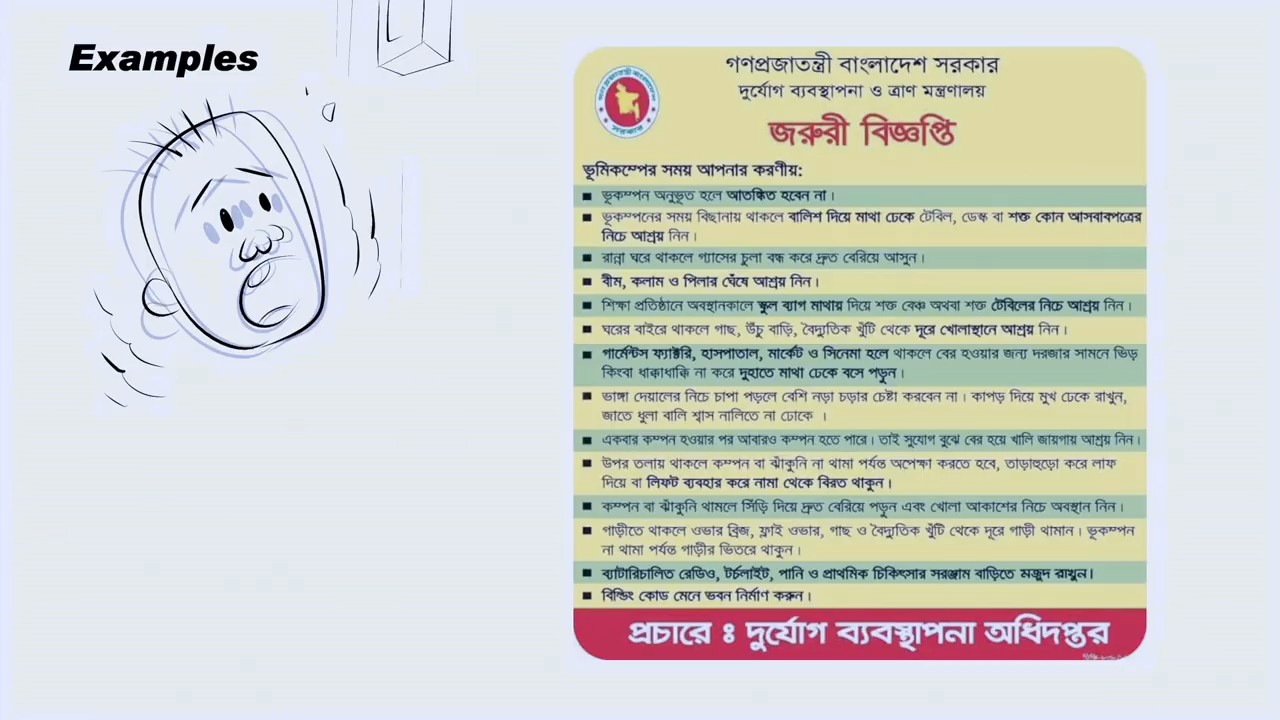 Examples
গণপ্রজাতন্ত্রী বাংলাদেশ সরকার
দুর্যোগ ব্যবস্থাপনা ও ত্রাণ মন্ত্রণালয়
জরুরী বিজ্ঞপ্তি
ভূমিকম্পের সময় আপনার করণীয়:
■ ভূকম্পন অনুভূত হলে আতঙ্কিত হবেন না।
■ ভূকম্পনের সময় বিছানায় থাকলে বালিশ দিয়ে মাথা ঢেকে টেবিল, ডেস্ক বা শক্ত কোন আসবাবপত্রের
নিচে আশ্রয় নিন।
■ রান্না ঘরে থাকলে গ্যাসের চুলা বন্ধ করে দ্রুত বেরিয়ে আসুন।
■ বীম, কলাম ও পিলার ঘেঁষে আশ্রয় নিন।
■ শিক্ষা প্রতিষ্ঠানে অবস্থানকালে স্কুল ব্যাগ মাথায় দিয়ে শক্ত বেঞ্চ অথবা শক্ত টেবিলের নিচে আশ্রয় নিন।
■ ঘরের বাইরে থাকলে গাছ, উঁচু বাড়ি, বৈদ্যুতিক খুঁটি থেকে দূরে খোলাস্থানে আশ্রয় নিন।
■ গার্মেন্টস ফ্যাক্টরি, হাসপাতাল, মার্কেট ও সিনেমা হলে থাকলে বের হওয়ার জন্য দরজার সামনে ভিড়
কিংবা ধাক্কাধাক্কি না করে দুহাতে মাথা ঢেকে বসে পড়ুন।
■ ভাঙ্গা দেয়ালের নিচে চাপা পড়লে বেশি নড়া চড়ার চেষ্টা করবেন না। কাপড় দিয়ে মুখ ঢেকে রাখুন,
জাতে ধুলা বালি শ্বাস নালিতে না ঢোকে ।
■ একবার কম্পন হওয়ার পর আবারও কম্পন হতে পারে। তাই সুযোগ বুঝে বের হয়ে খালি জায়গায় আশ্রয় নিন।
■ উপর তলায় থাকলে কম্পন বা ঝাঁকুনি না থামা পর্যন্ত অপেক্ষা করতে হবে, তাড়াহুড়ো করে লাফ
দিয়ে বা লিফট ব্যবহার করে নামা থেকে বিরত থাকুন।
■ কম্পন বা ঝাঁকুনি থামলে সিঁড়ি দিয়ে দ্রুত বেরিয়ে পড়ুন এবং খোলা আকাশের নিচে অবস্থান নিন।
■ গাড়ীতে থাকলে ওভার ব্রিজ, ফ্লাই ওভার, গাছ ও বৈদ্যুতিক খুঁটি থেকে দূরে গাড়ী থামান। ভূকম্পন
না থামা পর্যন্ত গাড়ীর ভিতরে থাকুন।
■ ব্যাটারিচালিত রেডিও, টর্চলাইট, পানি ও প্রাথমিক চিকিৎসার সরঞ্জাম বাড়িতে মজুদ রাখুন।
■ বিল্ডিং কোড মেনে ভবন নির্মাণ করুন।
প্রচারে ঃ দুর্যোগ ব্যবস্থাপনা অধিদপ্তর